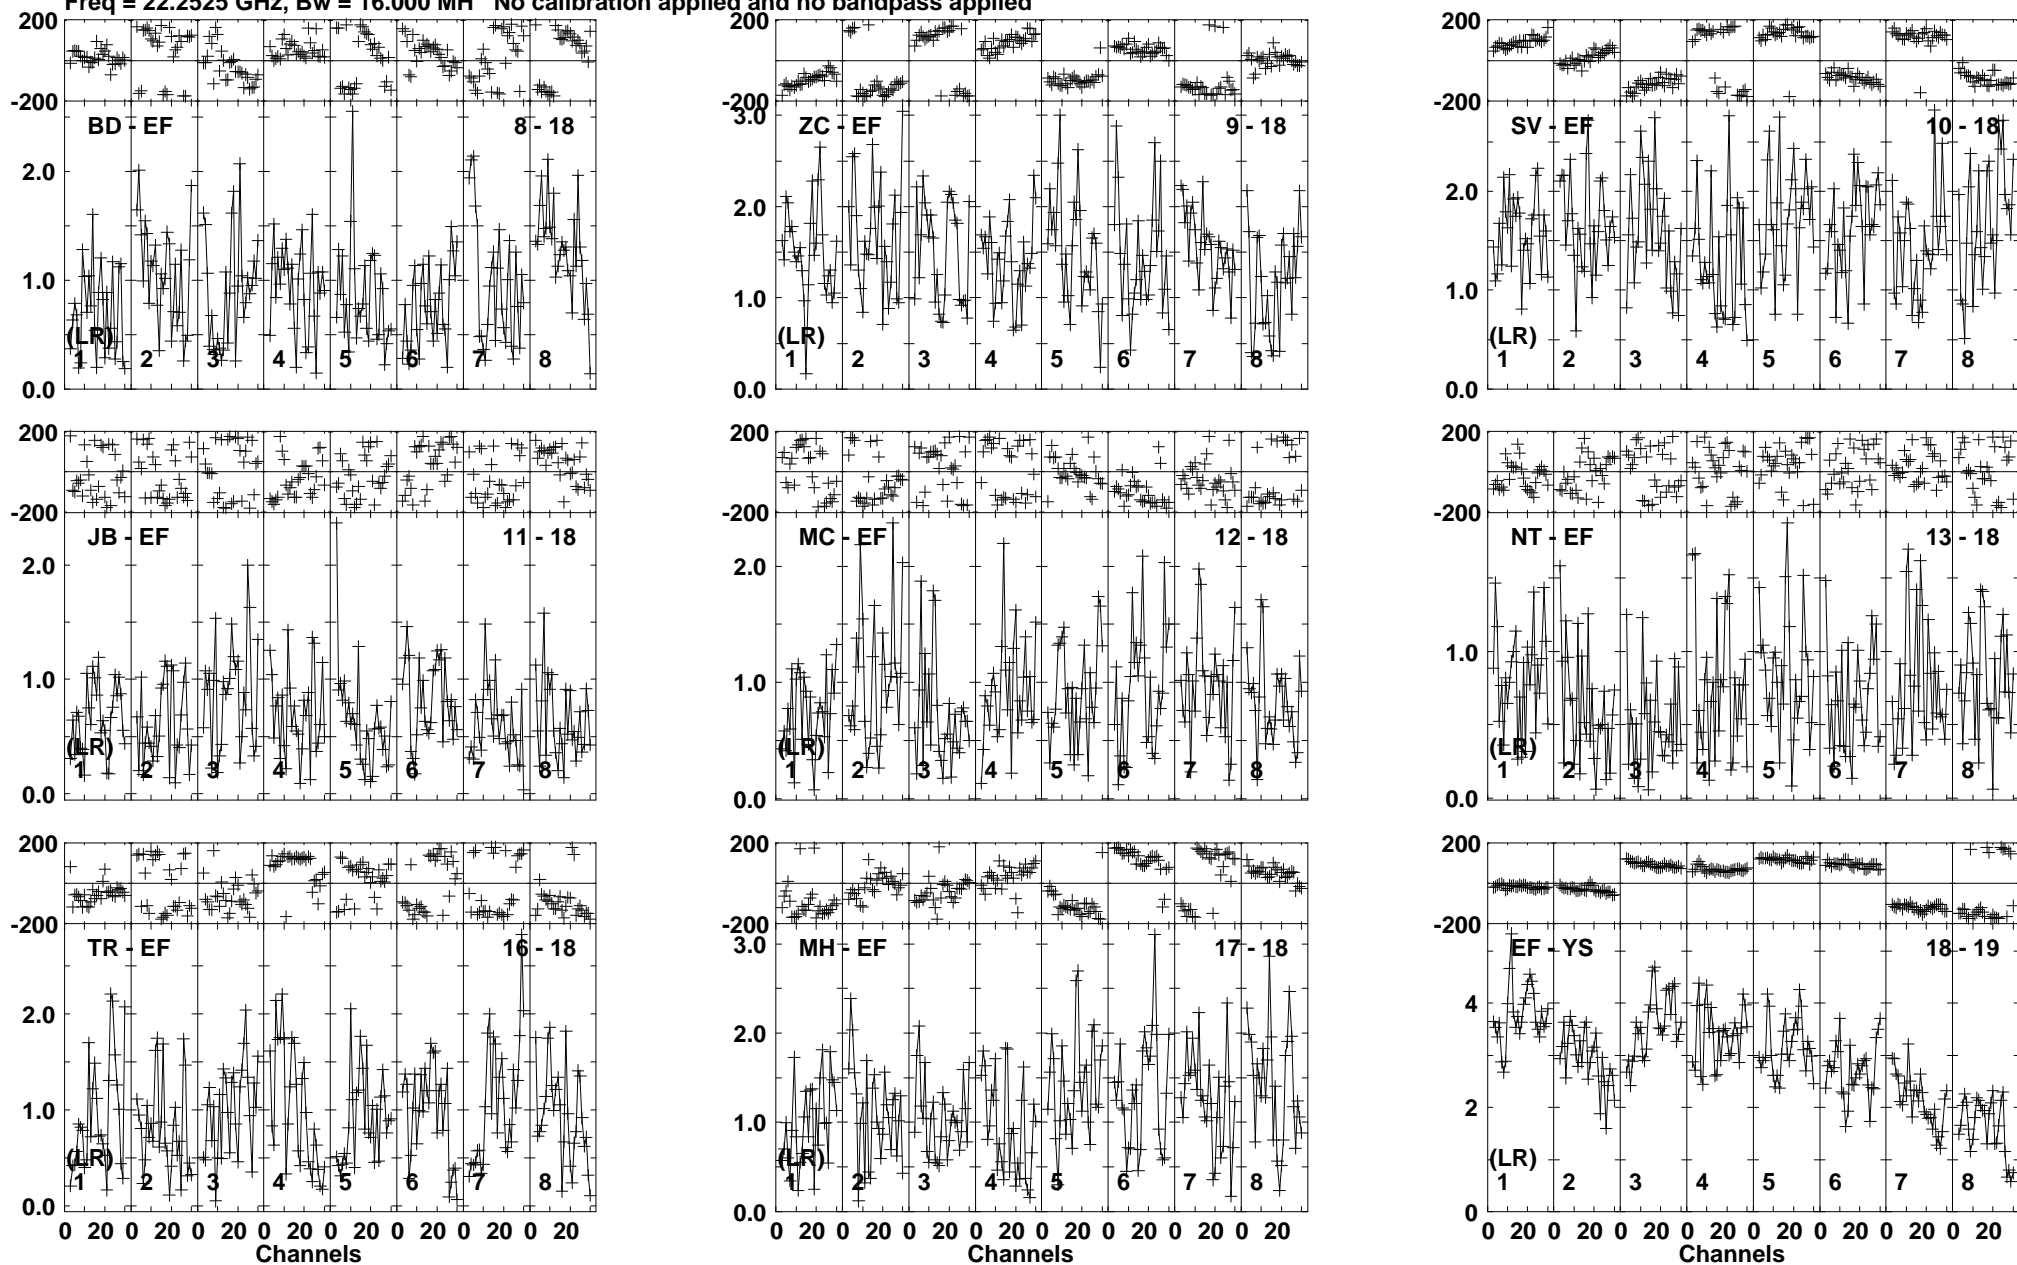 Freq = 22.2525 GHz, Bw = 16.000 MH   No calibration applied and no bandpass applied
200
-200
BD - EF
8 - 18
2.0
1.0
0.0
(LR)
1 2 3 4 5 6 7 8
200
-200
ZC - EF
9 - 18
3.0
2.0
1.0
0.0
(LR)
1 2 3 4 5 6 7 8
200
-200
SV - EF
10 - 18
2.0
1.0
0.0
(LR)
1 2 3 4 5 6 7 8
200
-200
JB - EF
11 - 18
2.0
1.0
0.0
(LR)
1 2 3 4 5 6 7 8
200
-200
MC - EF
12 - 18
2.0
1.0
0.0
(LR)
1 2 3 4 5 6 7 8
200
-200
NT - EF
13 - 18
1.0
0.0
(LR)
1 2 3 4 5 6 7 8
200
-200
TR - EF
16 - 18
2.0
1.0
0.0
(LR)
1 2 3 4 5 6 7 8
0 20 0 20 0 20 0 20 0 20 0 20 0 20 0 20
Channels
200
-200
MH - EF
17 - 18
3.0
2.0
1.0
0.0
(LR)
1 2 3 4 5 6 7 8
0 20 0 20 0 20 0 20 0 20 0 20 0 20 0 20
Channels
200
-200
EF - YS
18 - 19
4
2
0
(LR)
1 2 3 4 5 6 7 8
0 20 0 20 0 20 0 20 0 20 0 20 0 20 0 20
Channels